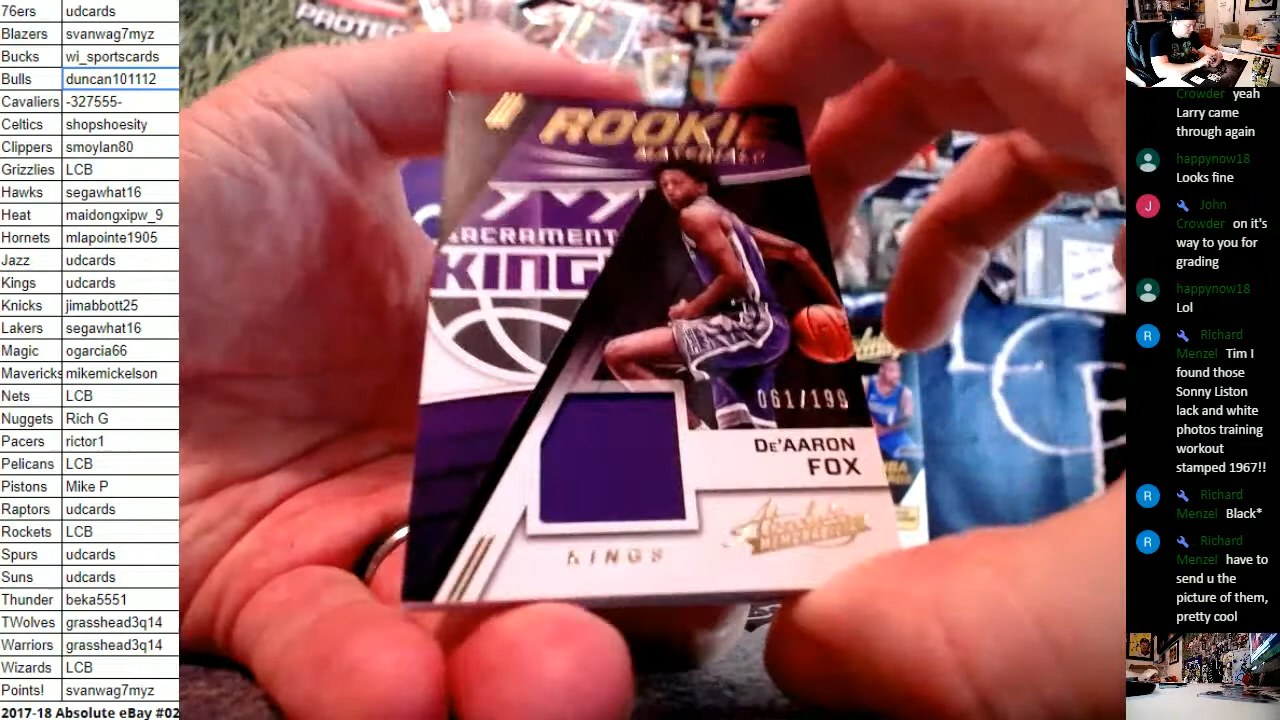 76ers udcards
Blazers svanwag7myz
Bucks wi_sportscards
Bulls duncan101112
Cavaliers -327555-
Celtics shopshoesity
Clippers smoylan80
Grizzlies LCB
Hawks segawhat16
Heat maidongxipw_9
Hornets mlapointe1905
Jazz udcards
Kings udcards
Knicks jimabbott25
Lakers segawhat16
Magic ogarcia66
Mavericks mikemickelson
Nets LCB
Nuggets Rich G
Pacers rictor1
Pelicans LCB
Pistons Mike P
Raptors udcards
Rockets LCB
Spurs udcards
Suns udcards
Thunder beka5551
TWolves grasshead3q14
Warriors grasshead3q14
Wizards LCB
Points! svanwag7myz
2017-18 Absolute eBay #02
ROOKIE
MATERIALS
SACRAMENTO
KINGS
061/199
DE'AARON
FOX
KINGS
Absolute
MEMORABILIA
Crowder yeah
Larry came
through again
happynow18
Looks fine
J John
Crowder on it's
way to you for
grading
happynow18
Lol
R Richard
Menzel Tim I
found those
Sonny Liston
lack and white
photos training
workout
stamped 1967!!
R Richard
Menzel Black*
R Richard
Menzel have to
send u the
picture of them,
pretty cool